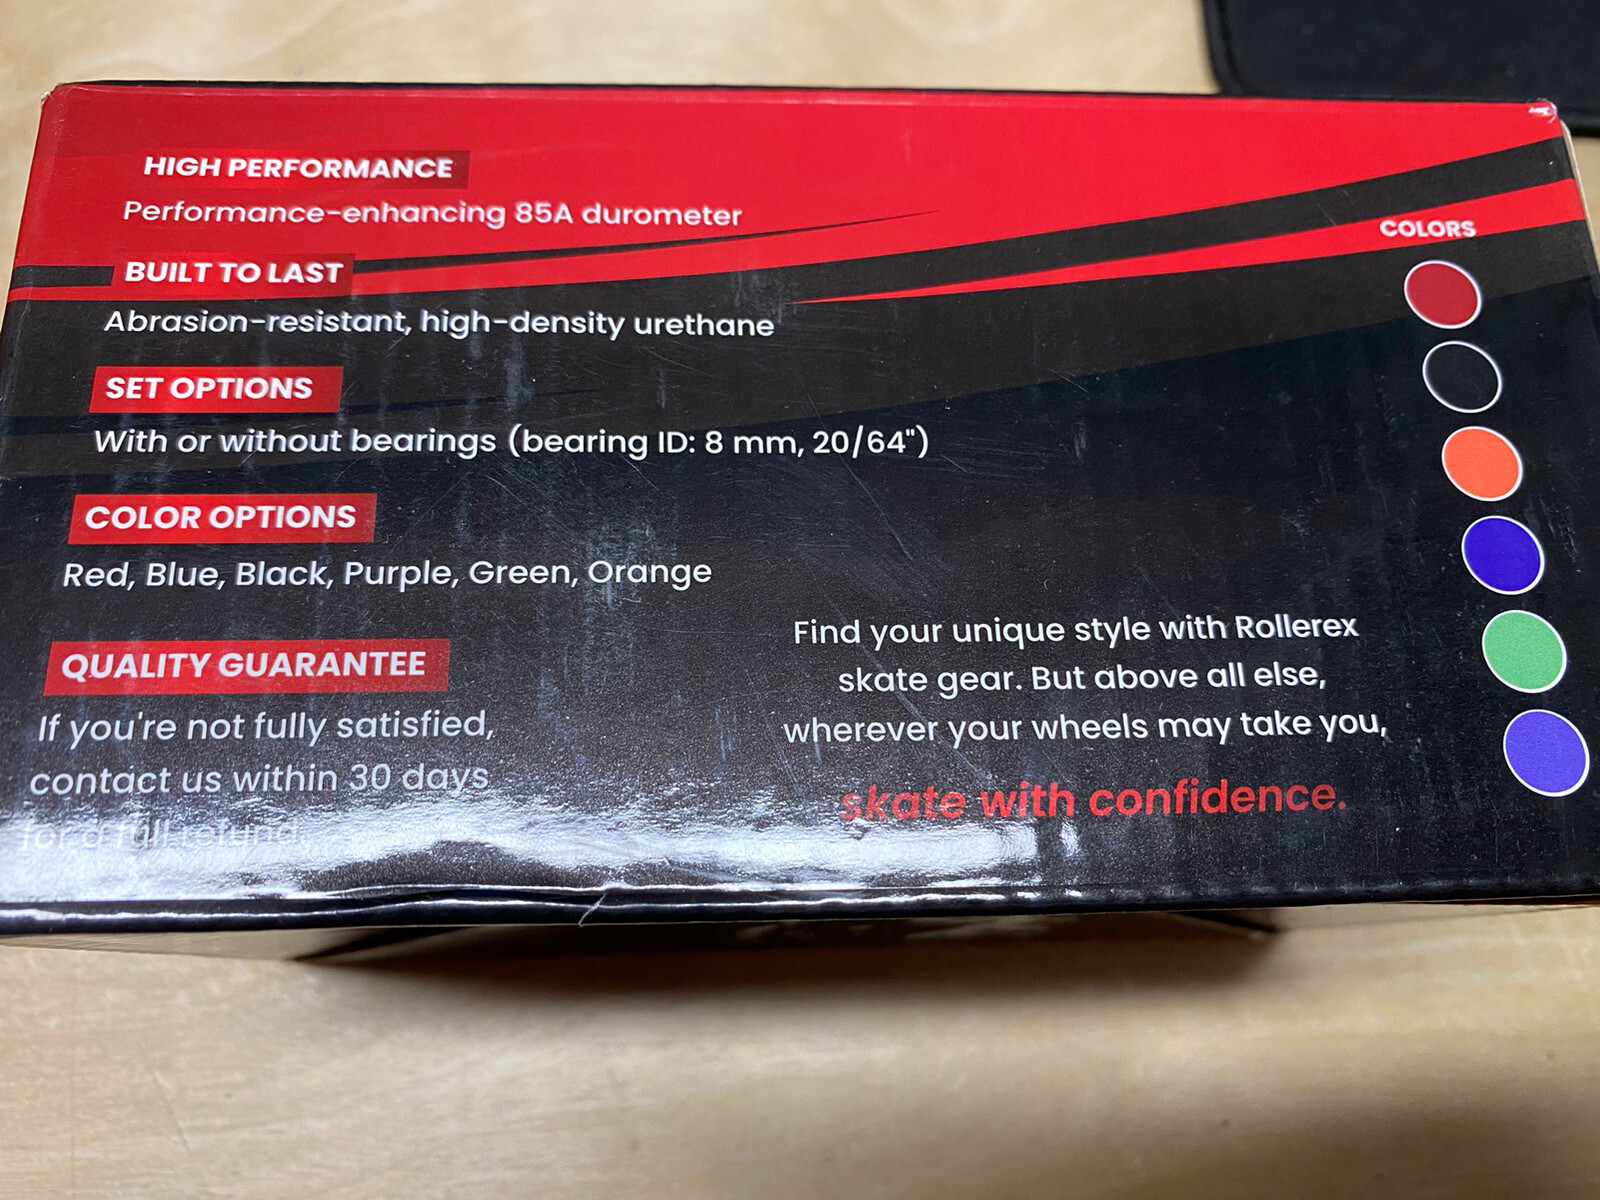 HIGH PERFORMANCE
Performance-enhancing 85A durometer
BUILT TO LAST
Abrasion-resistant, high-density urethane
SET OPTIONS
With or without bearings (bearing ID: 8 mm, 20/64")
COLOR OPTIONS
Red, Blue, Black, Purple, Green, Orange
QUALITY GUARANTEE
If you're not fully satisfied,
contact us within 30 days
for a full refund.
COLORS
Find your unique style with Rollerex
skate gear. But above all else,
wherever your wheels may take you,
skate with confidence.